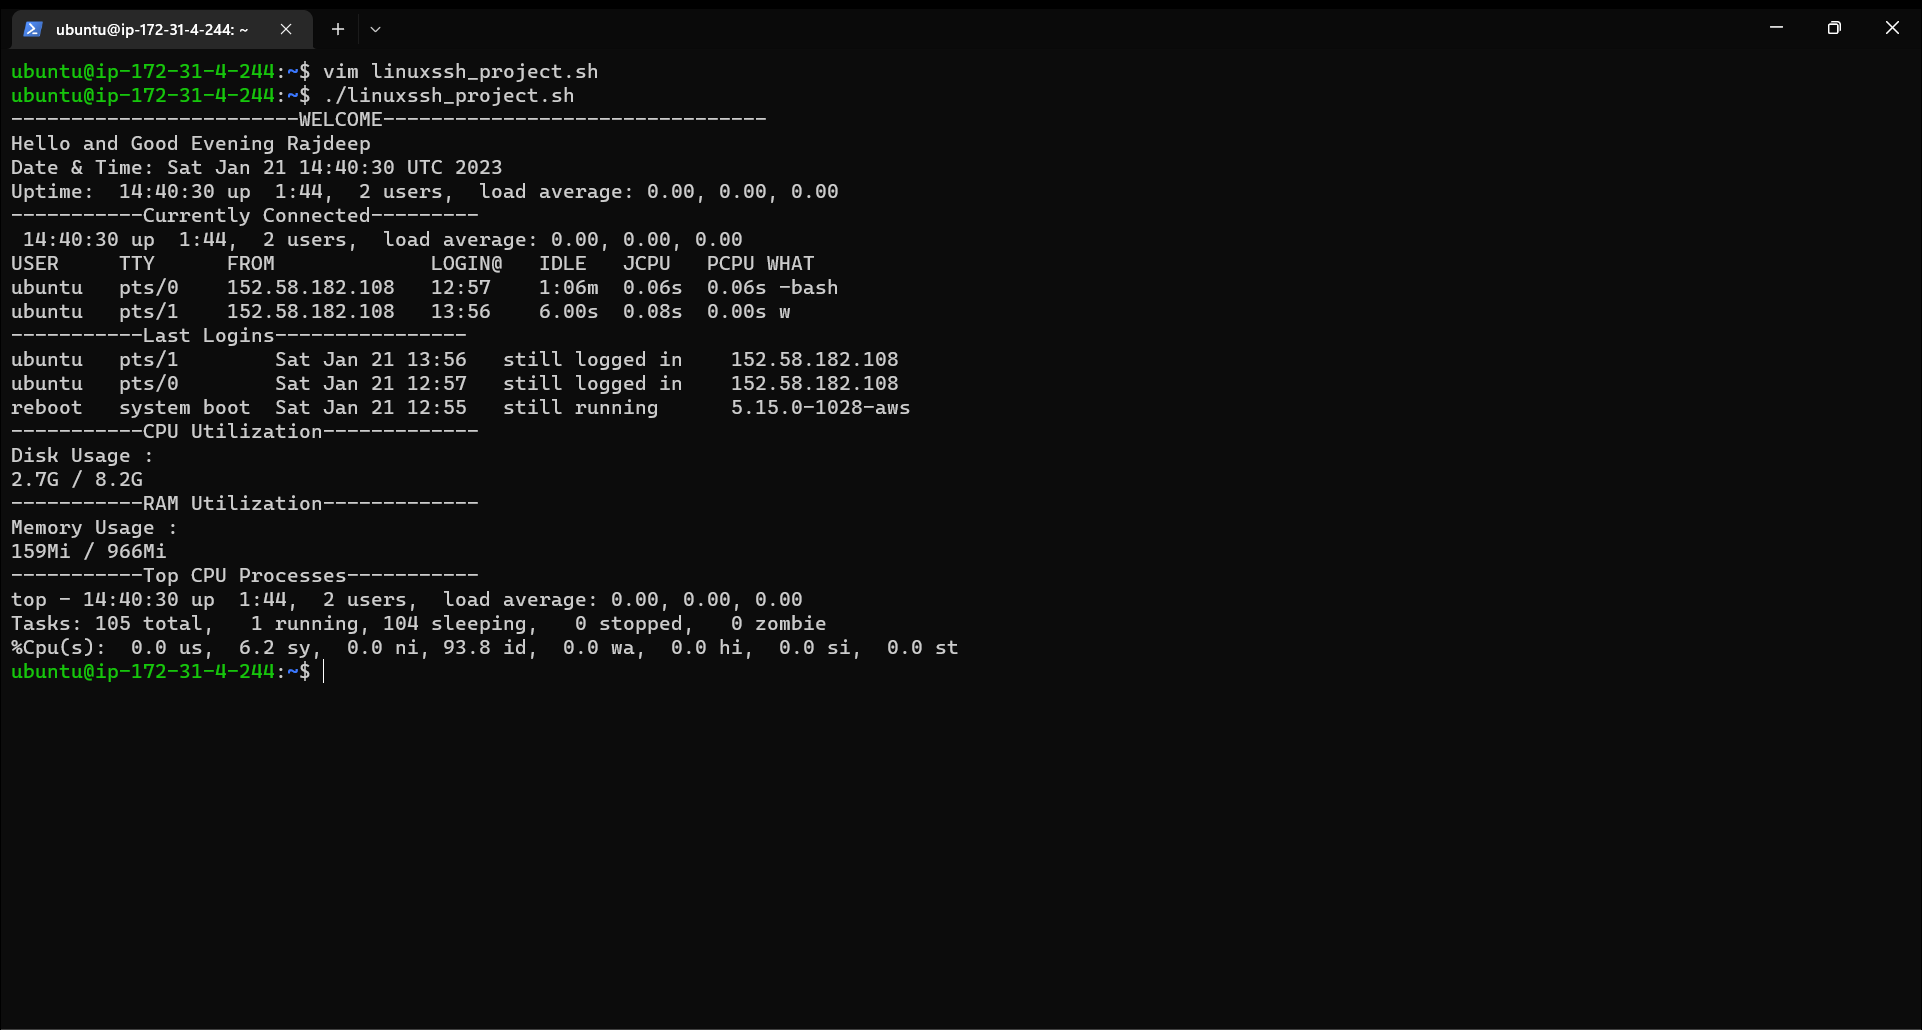 ubuntu@ip-172-31-4-244: ~
ubuntu@ip-172-31-4-244:~$ vim linuxssh_project.sh
ubuntu@ip-172-31-4-244:~$ ./linuxssh_project.sh
------------------------WELCOME--------------------------------
Hello and Good Evening Rajdeep
Date & Time: Sat Jan 21 14:40:30 UTC 2023
Uptime:  14:40:30 up  1:44,  2 users,  load average: 0.00, 0.00, 0.00
-----------Currently Connected---------
 14:40:30 up  1:44,  2 users,  load average: 0.00, 0.00, 0.00
USER     TTY      FROM             LOGIN@   IDLE   JCPU   PCPU WHAT
ubuntu   pts/0    152.58.182.108   12:57    1:06m  0.06s  0.06s -bash
ubuntu   pts/1    152.58.182.108   13:56    6.00s  0.08s  0.00s w
-----------Last Logins----------------
ubuntu   pts/1        Sat Jan 21 13:56   still logged in    152.58.182.108
ubuntu   pts/0        Sat Jan 21 12:57   still logged in    152.58.182.108
reboot   system boot  Sat Jan 21 12:55   still running      5.15.0-1028-aws
-----------CPU Utilization-------------
Disk Usage :
2.7G / 8.2G
-----------RAM Utilization-------------
Memory Usage :
159Mi / 966Mi
-----------Top CPU Processes-----------
top - 14:40:30 up  1:44,  2 users,  load average: 0.00, 0.00, 0.00
Tasks: 105 total,   1 running, 104 sleeping,   0 stopped,   0 zombie
%Cpu(s):  0.0 us,  6.2 sy,  0.0 ni, 93.8 id,  0.0 wa,  0.0 hi,  0.0 si,  0.0 st
ubuntu@ip-172-31-4-244:~$